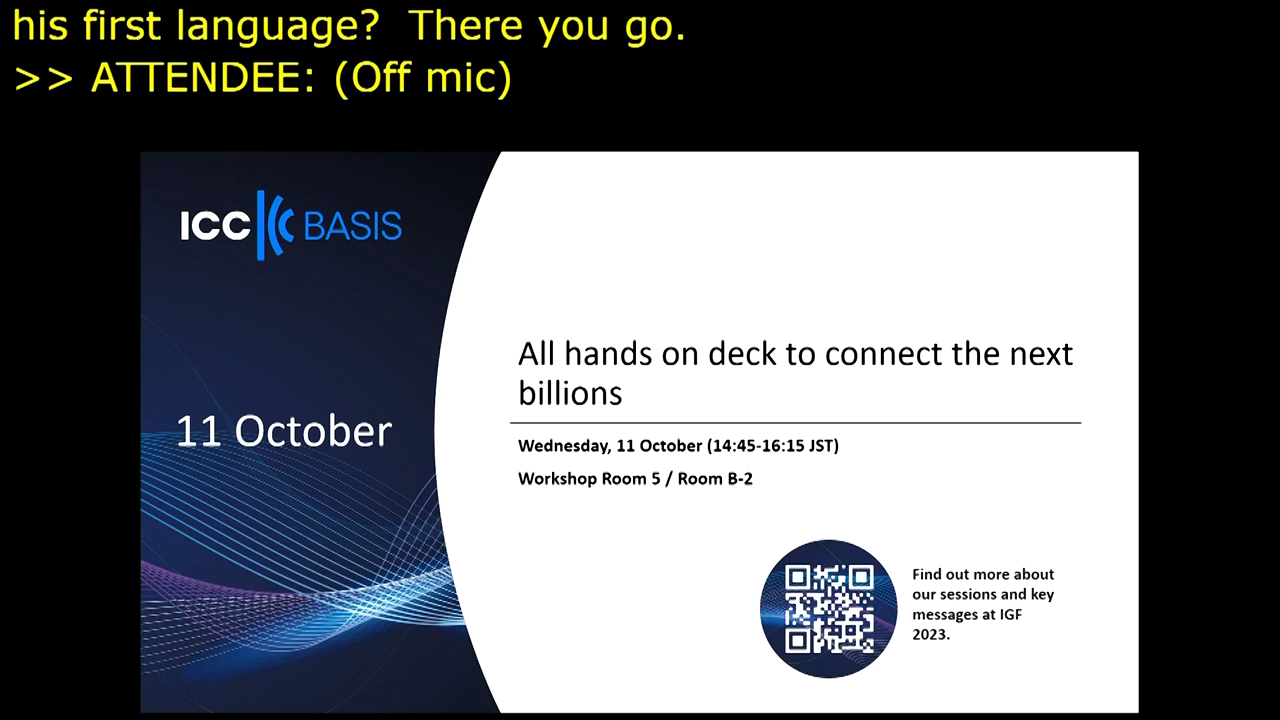 his first language?  There you go.
>> ATTENDEE: (Off mic)
ICC BASIS
11 October
All hands on deck to connect the next
billions
Wednesday, 11 October (14:45-16:15 JST)
Workshop Room 5 / Room B-2
Find out more about
our sessions and key
messages at IGF
2023.